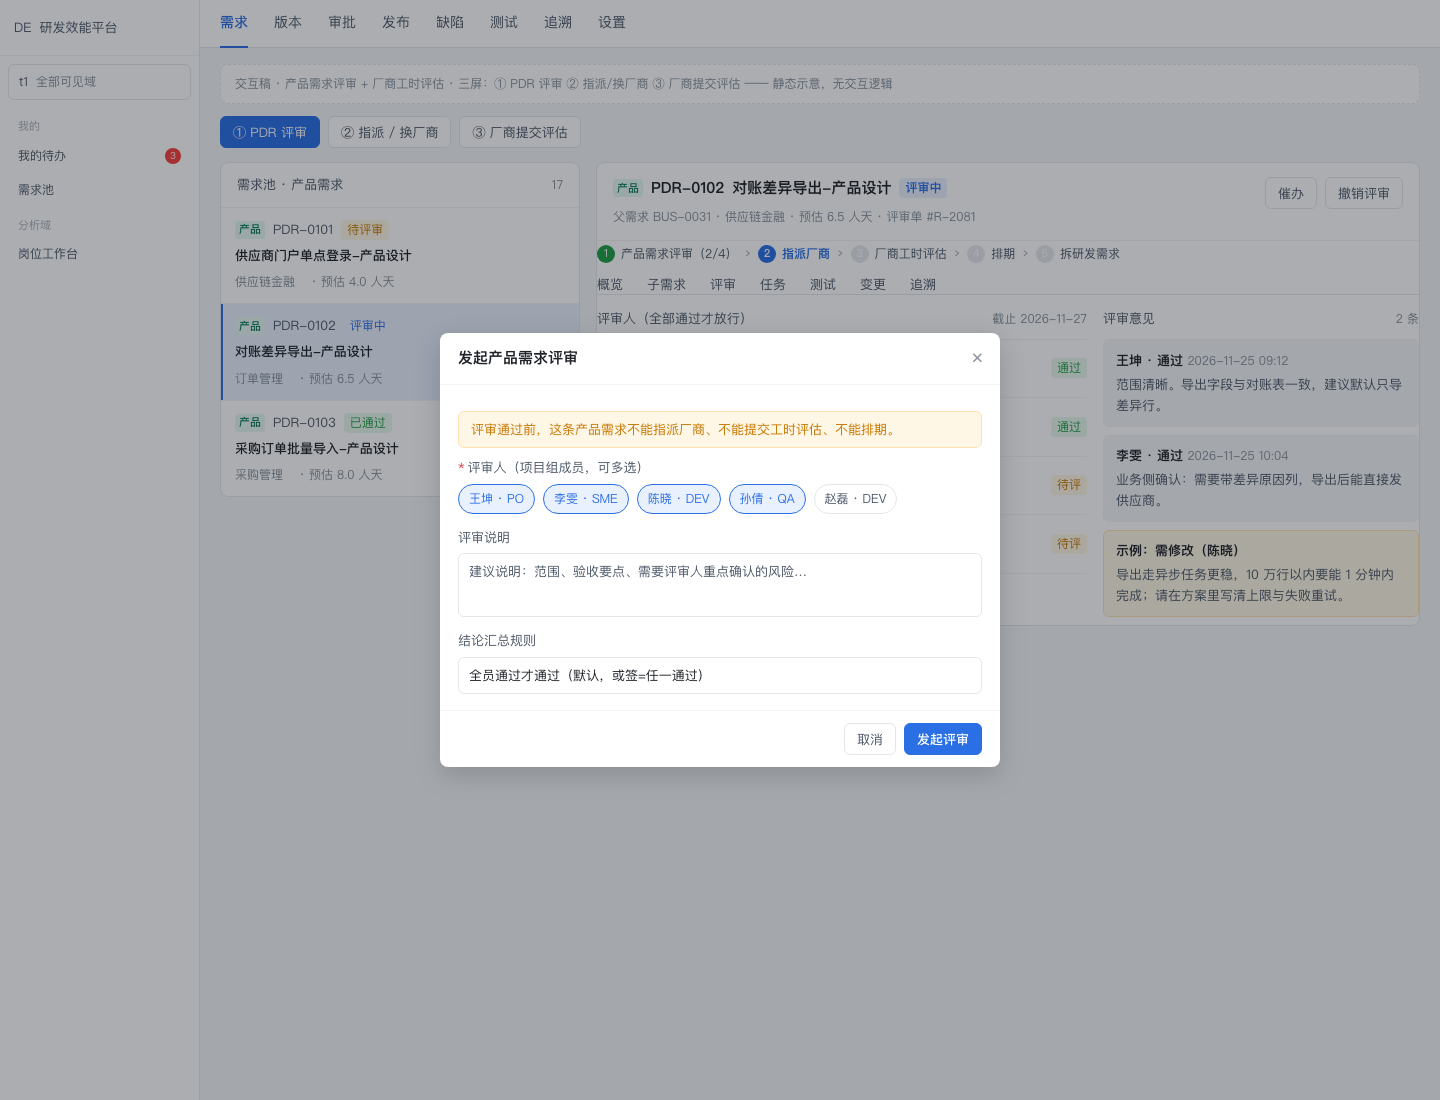 DE 研发效能平台
t1 全部可见域
我的
我的待办 3
需求池
分析域
岗位工作台
需求 版本 审批 发布 缺陷 测试 追溯 设置
交互稿 · 产品需求评审 + 厂商工时评估 · 三屏：① PDR 评审 ② 指派/换厂商 ③ 厂商提交评估 —— 静态示意，无交互逻辑
① PDR 评审 ② 指派 / 换厂商 ③ 厂商提交评估
需求池 · 产品需求 17
产品 PDR-0101 待评审
供应商门户单点登录-产品设计
供应链金融 · 预估 4.0 人天
产品 PDR-0102 评审中
对账差异导出-产品设计
订单管理 · 预估 6.5 人天
产品 PDR-0103 已通过
采购订单批量导入-产品设计
采购管理 · 预估 8.0 人天
产品 PDR-0102 对账差异导出-产品设计 评审中
催办 撤销评审
父需求 BUS-0031 · 供应链金融 · 预估 6.5 人天 · 评审单 #R-2081
1 产品需求评审（2/4） › 2 指派厂商 › 3 厂商工时评估 › 4 排期 › 5 拆研发需求
概览 子需求 评审 任务 测试 变更 追溯
评审人（全部通过才放行） 截止 2026-11-27
通过
通过
待评
待评
评审意见 2 条
王坤 · 通过 2026-11-25 09:12
范围清晰。导出字段与对账表一致，建议默认只导
差异行。
李雯 · 通过 2026-11-25 10:04
业务侧确认：需要带差异原因列，导出后能直接发
供应商。
示例：需修改（陈晓）
导出走异步任务更稳，10 万行以内要能 1 分钟内
完成；请在方案里写清上限与失败重试。
发起产品需求评审 ×
评审通过前，这条产品需求不能指派厂商、不能提交工时评估、不能排期。
* 评审人（项目组成员，可多选）
王坤 · PO 李雯 · SME 陈晓 · DEV 孙倩 · QA 赵磊 · DEV
评审说明
建议说明：范围、验收要点、需要评审人重点确认的风险…
结论汇总规则
全员通过才通过（默认，或签=任一通过）
取消 发起评审